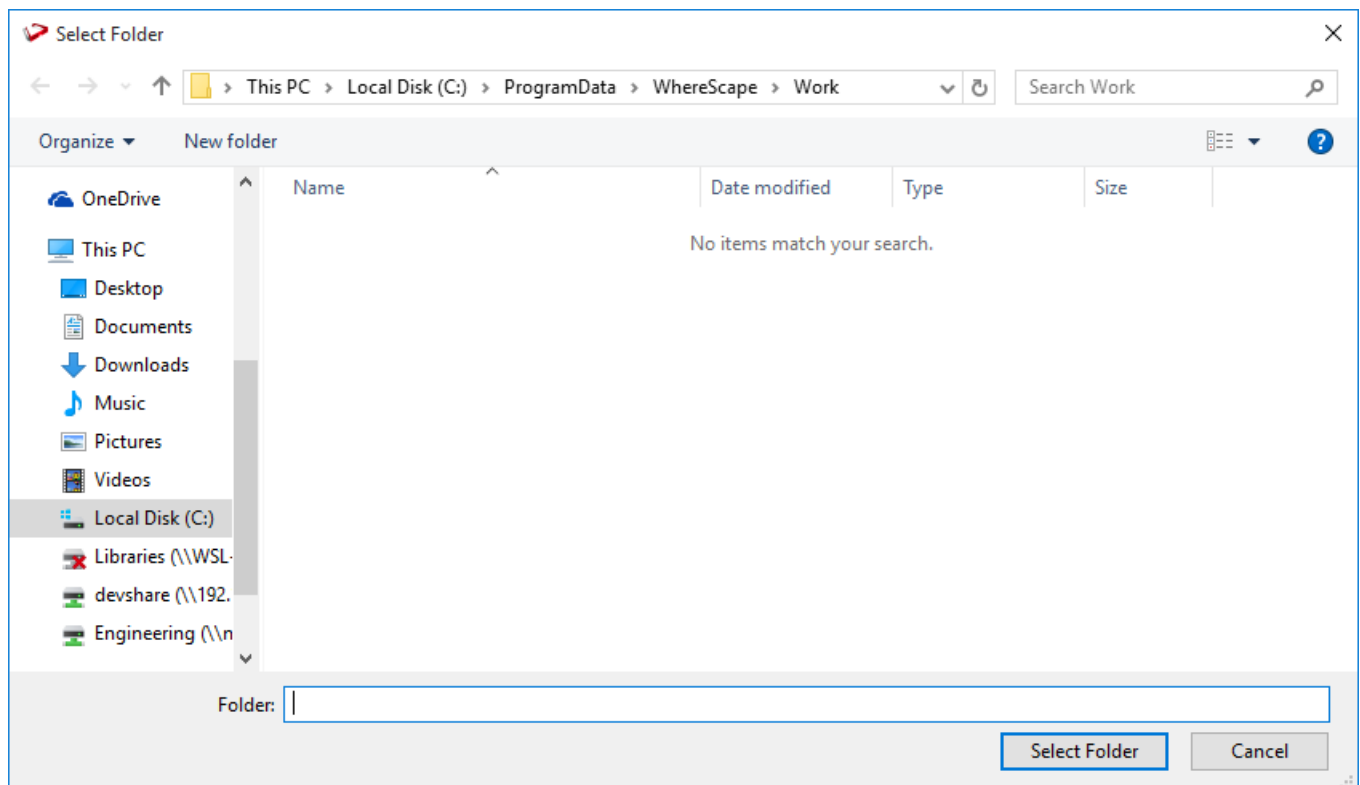 Select Folder
This PC > Local Disk (C:) > ProgramData > WhereScape > Work
Search Work
Organize
New folder
?
Name
Date modified
Type
Size
No items match your search.
OneDrive
This PC
Desktop
Documents
Downloads
Music
Pictures
Videos
Local Disk (C:)
Libraries (\\WSL-
devshare (\\192.
Engineering (\\n
Folder:
Select Folder
Cancel